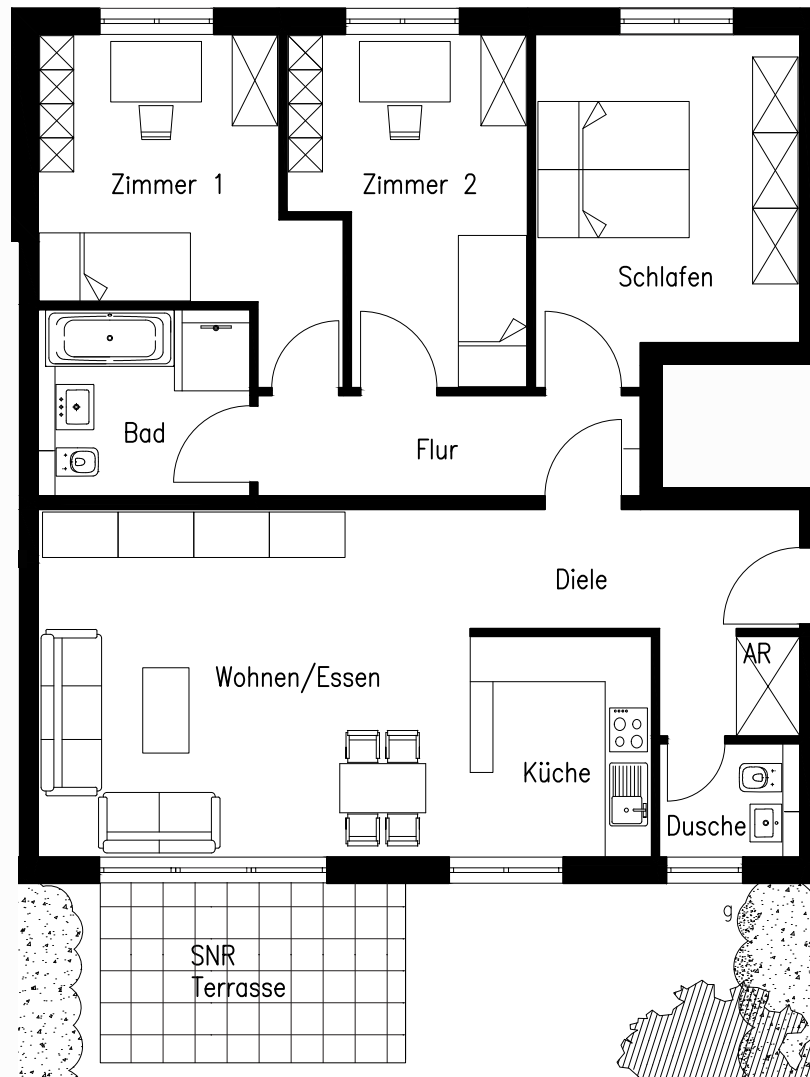 Zimmer 1
Zimmer 2
Schlafen
Bad
Flur
Diele
AR
Wohnen/Essen
Küche
Dusche
g
SNR
Terrasse